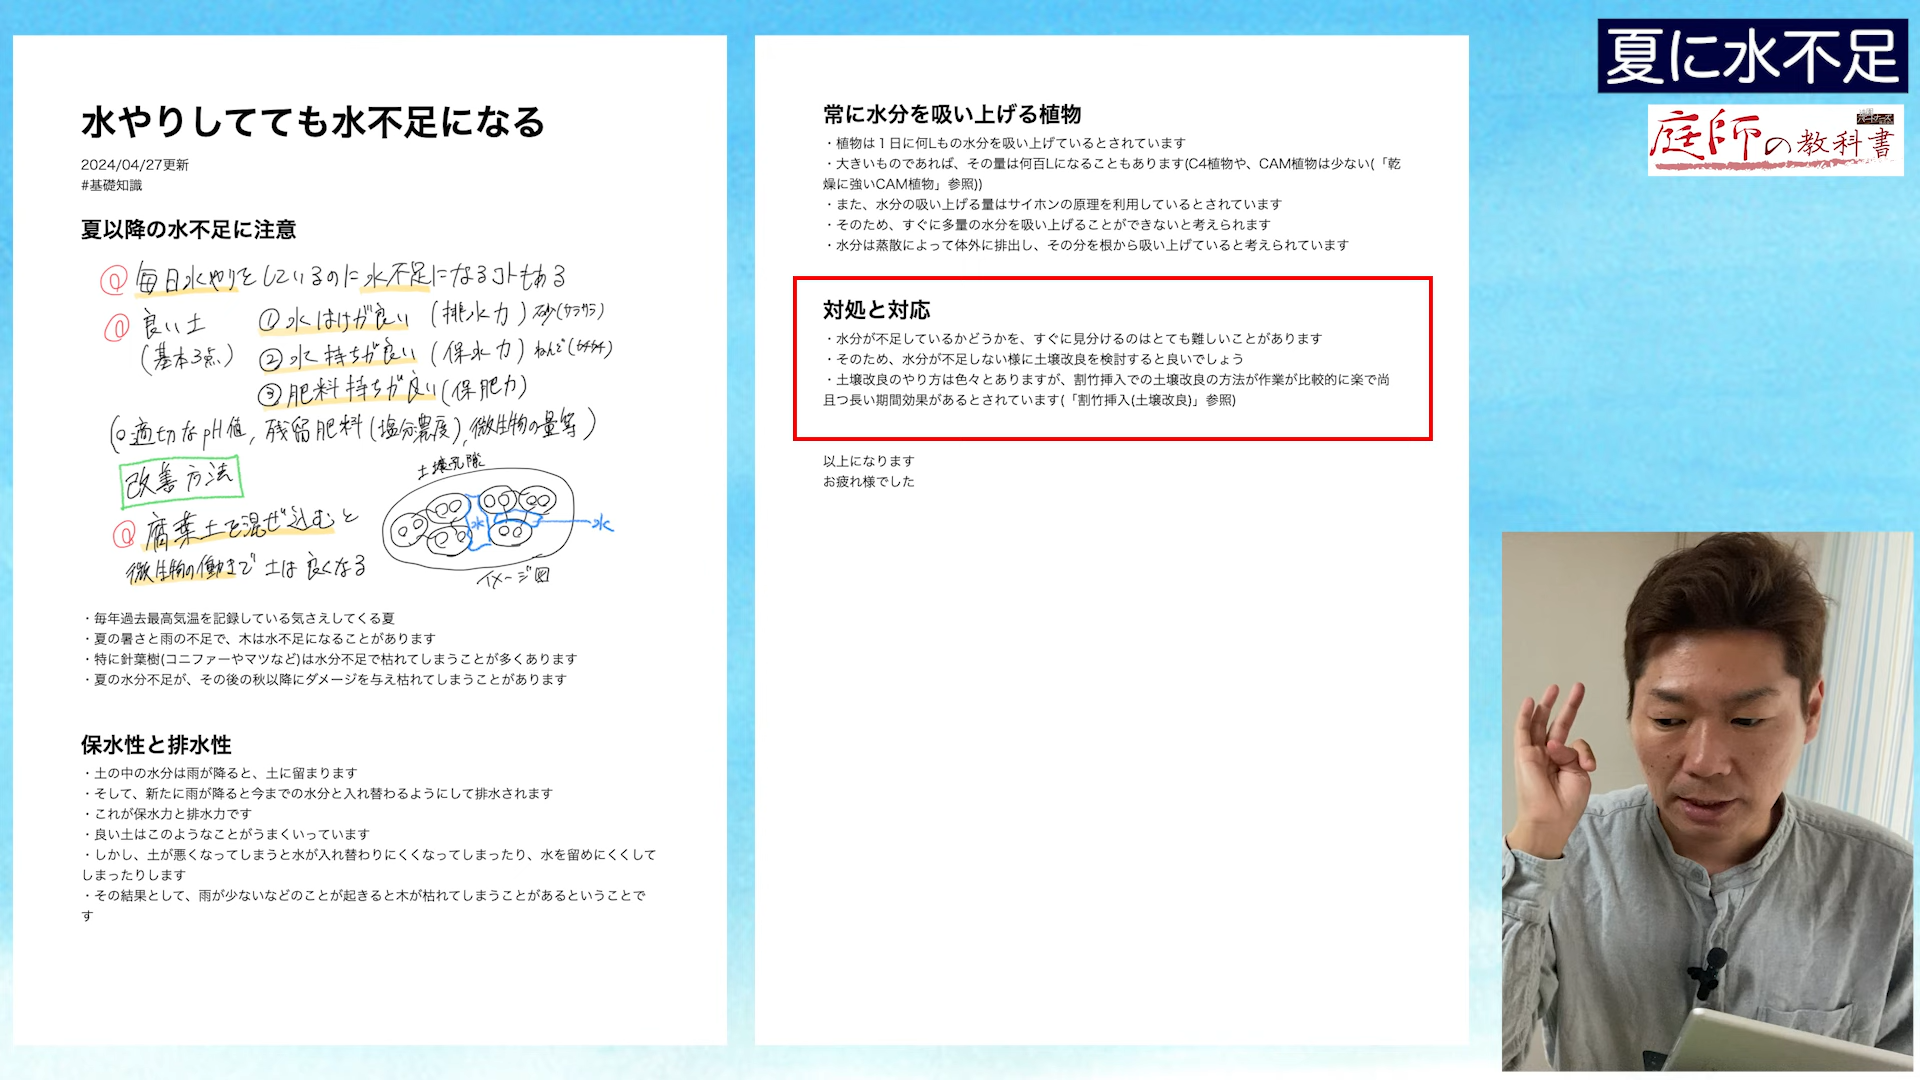 水やりしてても水不足になる
2024/04/27更新
#基礎知識
夏以降の水不足に注意
毎日水やりをしているのに水不足になるコトもある
良い土 ①水はけが良い(排水力)砂(サラサラ)
(基本3点) ②水持ちが良い(保水力)
③肥料持ちが良い(保肥力)
(○適切なpH値,残留肥料(塩分濃度),微生物の量等)
改善方法
土壌孔隙
腐葉土を混ぜ込むと
微生物の働きで土は良くなる
水
水
イメージ図
・毎年過去最高気温を記録している気さえしてくる夏
・夏の暑さと雨の不足で、木は水不足になることがあります
・特に針葉樹(コニファーやマツなど)は水分不足で枯れてしまうことが多くあります
・夏の水分不足が、その後の秋以降にダメージを与え枯れてしまうことがあります
保水性と排水性
・土の中の水分は雨が降ると、土に留まります
・そして、新たに雨が降ると今までの水分と入れ替わるようにして排水されます
・これが保水力と排水力です
・良い土はこのようなことがうまくいっています
・しかし、土が悪くなってしまうと水が入れ替わりにくくなってしまったり、水を留めにくくして
しまったりします
・その結果として、雨が少ないなどのことが起きると木が枯れてしまうことがあるということで
す
常に水分を吸い上げる植物
・植物は１日に何Lもの水分を吸い上げているとされています
・大きいものであれば、その量は何百Lになることもあります(C4植物や、CAM植物は少ない(「乾
燥に強いCAM植物」参照))
・また、水分の吸い上げる量はサイホンの原理を利用しているとされています
・そのため、すぐに多量の水分を吸い上げることができないと考えられます
・水分は蒸散によって体外に排出し、その分を根から吸い上げていると考えられています
対処と対応
・水分が不足しているかどうかを、すぐに見分けるのはとても難しいことがあります
・そのため、水分が不足しない様に土壌改良を検討すると良いでしょう
・土壌改良のやり方は色々とありますが、割竹挿入での土壌改良の方法が作業が比較的に楽で尚
且つ長い期間効果があるとされています(「割竹挿入(土壌改良)」参照)
以上になります
お疲れ様でした
夏に水不足
庭師の教科書